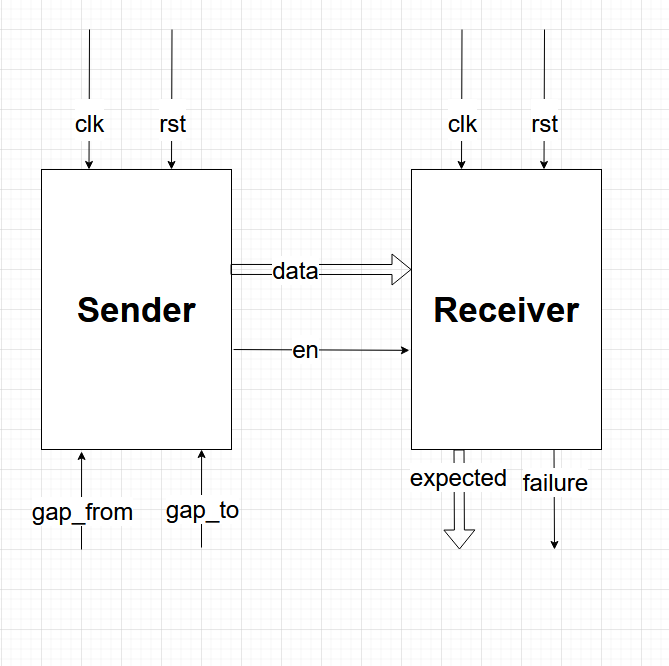 clk
rst
clk
rst
data
Sender
Receiver
en
expected
failure
gap_from
gap_to